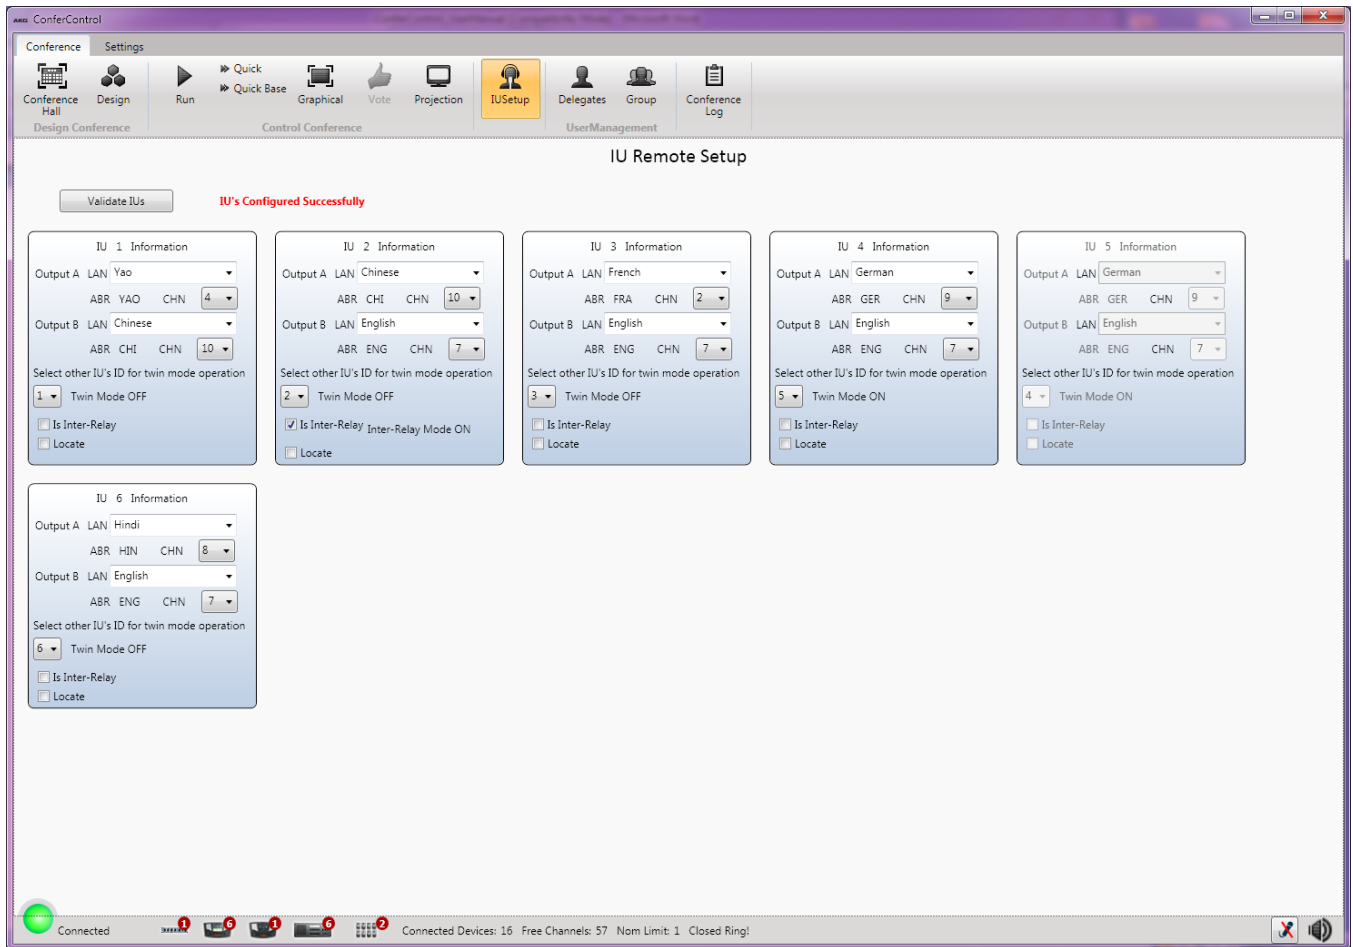 AKG ConferControl
Conference Settings
Conference Hall
Design
Run
Quick
Quick Base
Graphical
Vote
Projection
IUSetup
Delegates
Group
Conference Log
Design Conference
Control Conference
UserManagement
IU Remote Setup
Validate IUs
IU's Configured Successfully
IU 1 Information
Output A LAN Yao
ABR YAO CHN 4
Output B LAN Chinese
ABR CHI CHN 10
Select other IU's ID for twin mode operation
1 Twin Mode OFF
Is Inter-Relay
Locate
IU 2 Information
Output A LAN Chinese
ABR CHI CHN 10
Output B LAN English
ABR ENG CHN 7
Select other IU's ID for twin mode operation
2 Twin Mode OFF
Is Inter-Relay Inter-Relay Mode ON
Locate
IU 3 Information
Output A LAN French
ABR FRA CHN 2
Output B LAN English
ABR ENG CHN 7
Select other IU's ID for twin mode operation
3 Twin Mode OFF
Is Inter-Relay
Locate
IU 4 Information
Output A LAN German
ABR GER CHN 9
Output B LAN English
ABR ENG CHN 7
Select other IU's ID for twin mode operation
5 Twin Mode ON
Is Inter-Relay
Locate
IU 5 Information
Output A LAN German
ABR GER CHN 9
Output B LAN English
ABR ENG CHN 7
Select other IU's ID for twin mode operation
4 Twin Mode ON
Is Inter-Relay
Locate
IU 6 Information
Output A LAN Hindi
ABR HIN CHN 8
Output B LAN English
ABR ENG CHN 7
Select other IU's ID for twin mode operation
6 Twin Mode OFF
Is Inter-Relay
Locate
Connected 1 6 1 6 2 Connected Devices: 16 Free Channels: 57 Nom Limit: 1 Closed Ring!